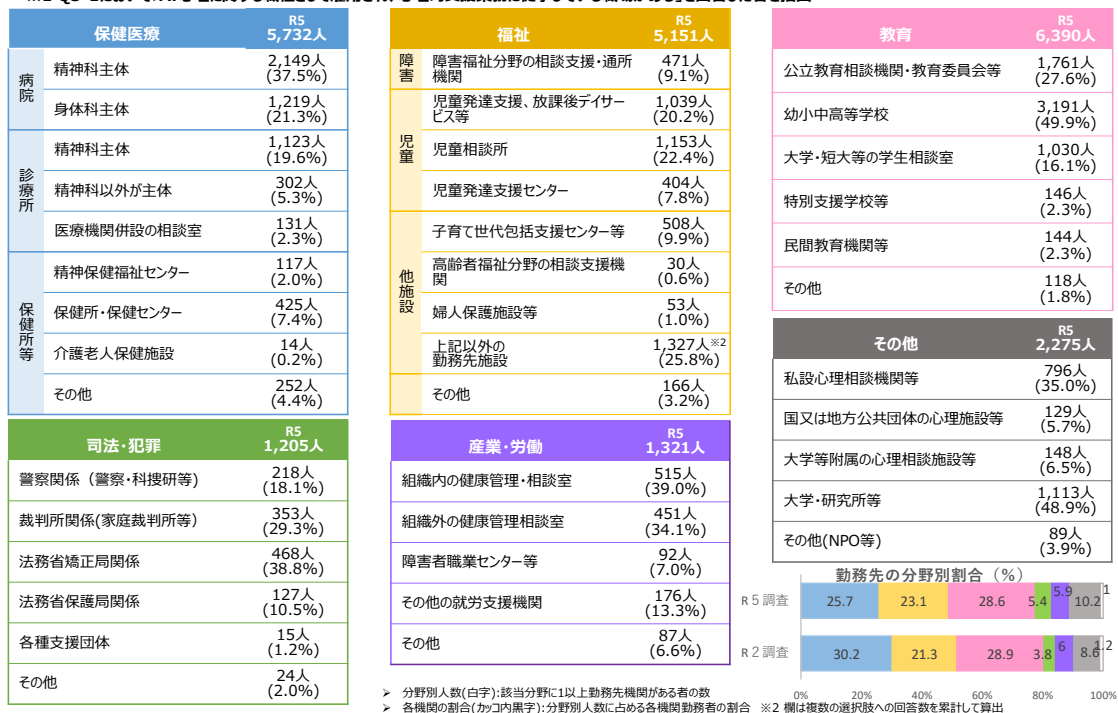 保健医療
R5
5,732人
病院
精神科主体
2,149人
(37.5%)
身体科主体
1,219人
(21.3%)
診療所
精神科主体
1,123人
(19.6%)
精神科以外が主体
302人
(5.3%)
医療機関併設の相談室
131人
(2.3%)
保健所等
精神保健福祉センター
117人
(2.0%)
保健所・保健センター
425人
(7.4%)
介護老人保健施設
14人
(0.2%)
その他
252人
(4.4%)
司法・犯罪
R5
1,205人
警察関係（警察・科捜研等)
218人
(18.1%)
裁判所関係(家庭裁判所等）
353人
(29.3%)
法務省矯正局関係
468人
(38.8%)
法務省保護局関係
127人
(10.5%)
各種支援団体
15人
(1.2%)
その他
24人
(2.0%)
福祉
R5
5,151人
障害
障害福祉分野の相談支援・通所
機関
471人
(9.1%)
児童
児童発達支援、放課後デイサー
ビス等
1,039人
(20.2%)
児童相談所
1,153人
(22.4%)
児童発達支援センター
404人
(7.8%)
他施設
子育て世代包括支援センター等
508人
(9.9%)
高齢者福祉分野の相談支援機
関
30人
(0.6%)
婦人保護施設等
53人
(1.0%)
上記以外の
勤務先施設
1,327人※2
(25.8%)
その他
166人
(3.2%)
産業・労働
R5
1,321人
組織内の健康管理・相談室
515人
(39.0%)
組織外の健康管理相談室
451人
(34.1%)
障害者職業センター等
92人
(7.0%)
その他の就労支援機関
176人
(13.3%)
その他
87人
(6.6%)
教育
R5
6,390人
公立教育相談機関・教育委員会等
1,761人
(27.6%)
幼小中高等学校
3,191人
(49.9%)
大学・短大等の学生相談室
1,030人
(16.1%)
特別支援学校等
146人
(2.3%)
民間教育機関等
144人
(2.3%)
その他
118人
(1.8%)
その他
R5
2,275人
私設心理相談機関等
796人
(35.0%)
国又は地方公共団体の心理施設等
129人
(5.7%)
大学等附属の心理相談施設等
148人
(6.5%)
大学・研究所等
1,113人
(48.9%)
その他(NPO等)
89人
(3.9%)
勤務先の分野別割合（%）
R５調査 25.7 23.1 28.6 5.4 5.9 10.2 1
R２調査 30.2 21.3 28.9 3.8 6 8.6 1.2
0% 20% 40% 60% 80% 100%
➢ 分野別人数(白字):該当分野に1以上勤務先機関がある者の数
➢ 各機関の割合(カッコ内黒字):分野別人数に占める各機関勤務者の割合 ※2 欄は複数の選択肢への回答数を累計して算出